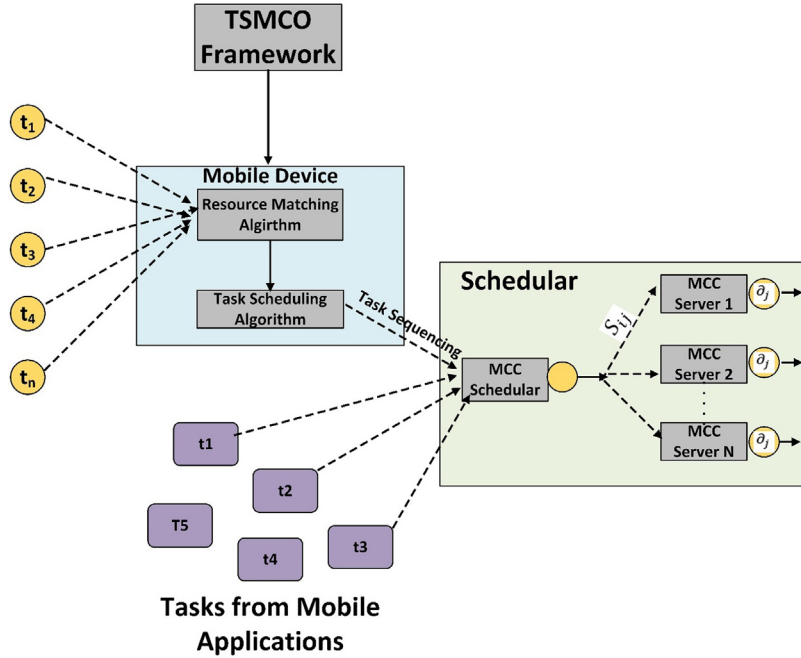 TSMCO
Framework
t1
t2
t3
t4
tn
Mobile Device
Resource Matching
Algirthm
Task Scheduling
Algorithm
Task Sequencing
Schedular
MCC
Schedular
Sij
MCC
Server 1
∂j
MCC
Server 2
∂j
MCC
Server N
∂j
t1
t2
T5
t4
t3
Tasks from Mobile
Applications